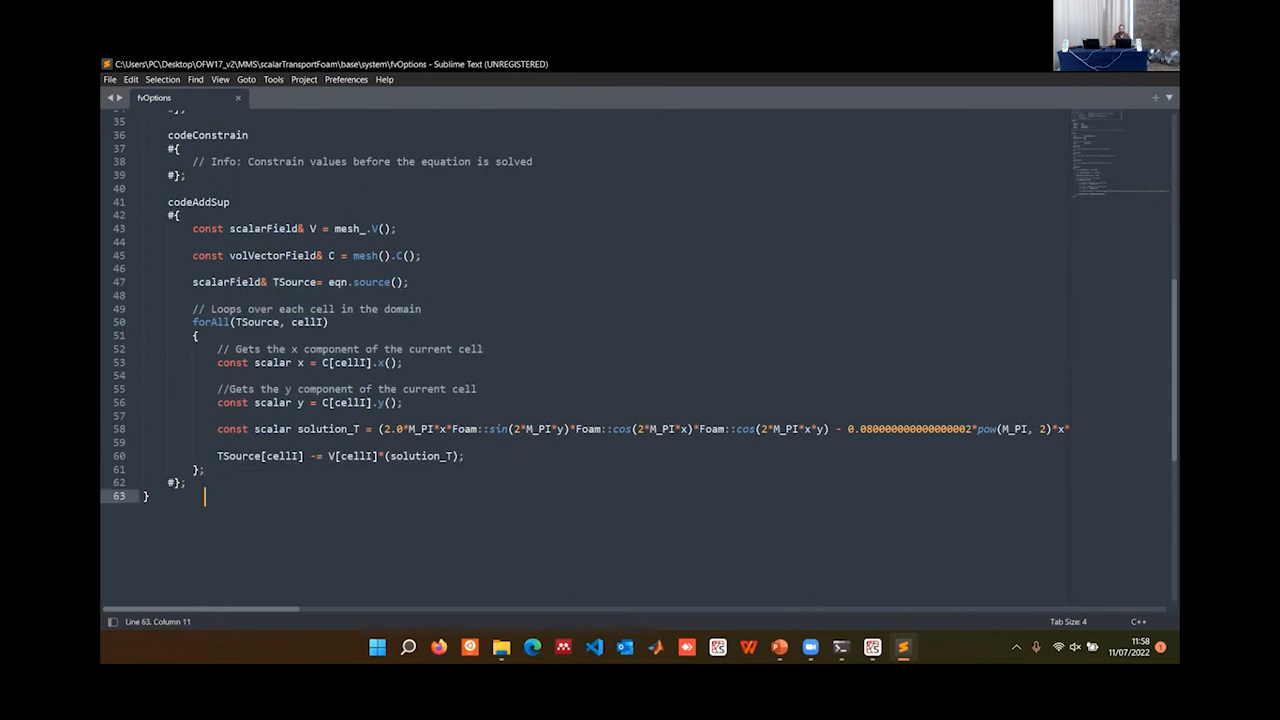 C:\Users\PC\Desktop\OFW17_v2\MMS\scalarTransportFoam\base\system\fvOptions - Sublime Text (UNREGISTERED)
File Edit Selection Find View Goto Tools Project Preferences Help
fvOptions
35
36 codeConstrain
37 #{
38 // Info: Constrain values before the equation is solved
39 #};
40
41 codeAddSup
42 #{
43 const scalarField& V = mesh_.V();
44
45 const volVectorField& C = mesh().C();
46
47 scalarField& TSource= eqn.source();
48
49 // Loops over each cell in the domain
50 forAll(TSource, cellI)
51 {
52 // Gets the x component of the current cell
53 const scalar x = C[cellI].x();
54
55 //Gets the y component of the current cell
56 const scalar y = C[cellI].y();
57
58 const scalar solution_T = (2.0*M_PI*x*Foam::sin(2*M_PI*y)*Foam::cos(2*M_PI*x)*Foam::cos(2*M_PI*x*y) - 0.080000000000000002*pow(M_PI, 2)*x*
59
60 TSource[cellI] -= V[cellI]*(solution_T);
61 };
62 #};
63 }
Line 63, Column 11 Tab Size: 4 C++
11:58
11/07/2022